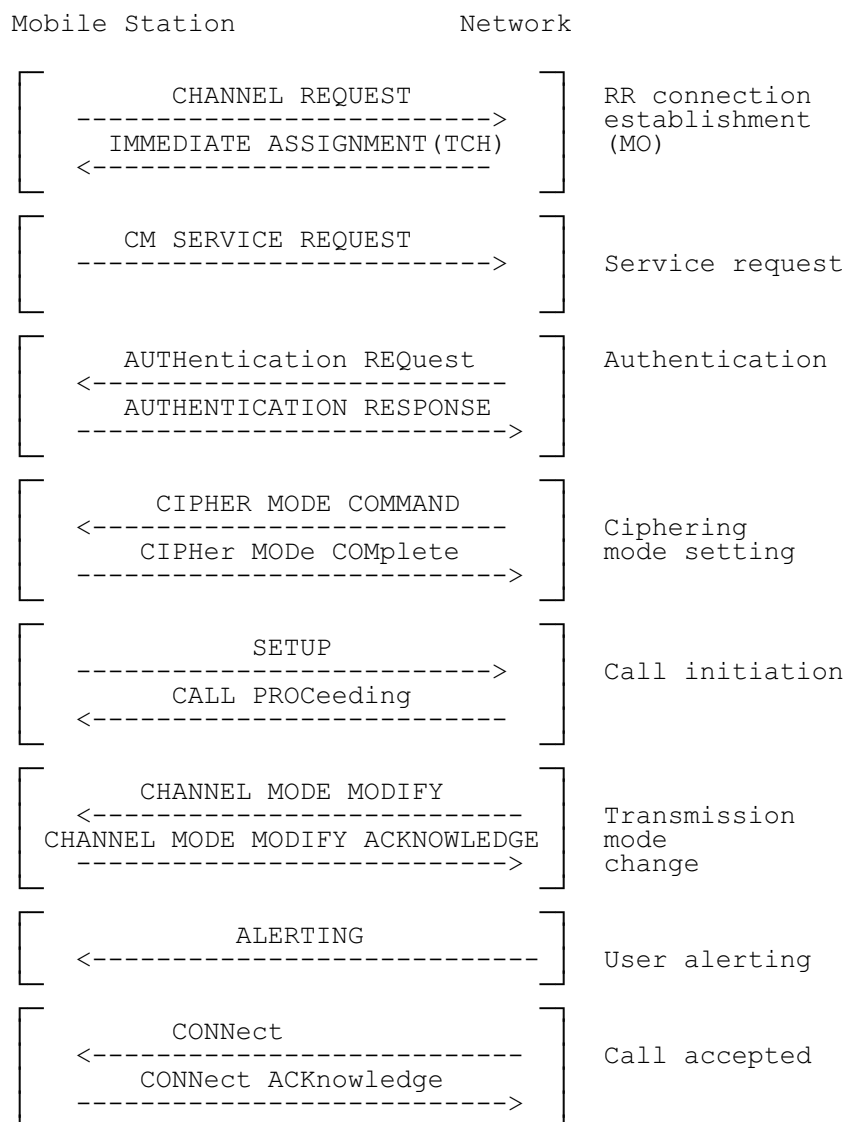 Mobile Station Network
CHANNEL REQUEST RR connection
--------------------------> establishment
IMMEDIATE ASSIGNMENT(TCH) (MO)
<-------------------------
CM SERVICE REQUEST
--------------------------> Service request
AUTHentication REQuest Authentication
<--------------------------
AUTHENTICATION RESPONSE
--------------------------->
CIPHER MODE COMMAND
<-------------------------- Ciphering
CIPHer MODe COMplete mode setting
--------------------------->
SETUP
--------------------------> Call initiation
CALL PROCeeding
<--------------------------
CHANNEL MODE MODIFY
<--------------------------- Transmission
CHANNEL MODE MODIFY ACKNOWLEDGE mode
---------------------------> change
ALERTING
<---------------------------- User alerting
CONNect
<--------------------------- Call accepted
CONNect ACKnowledge
--------------------------->